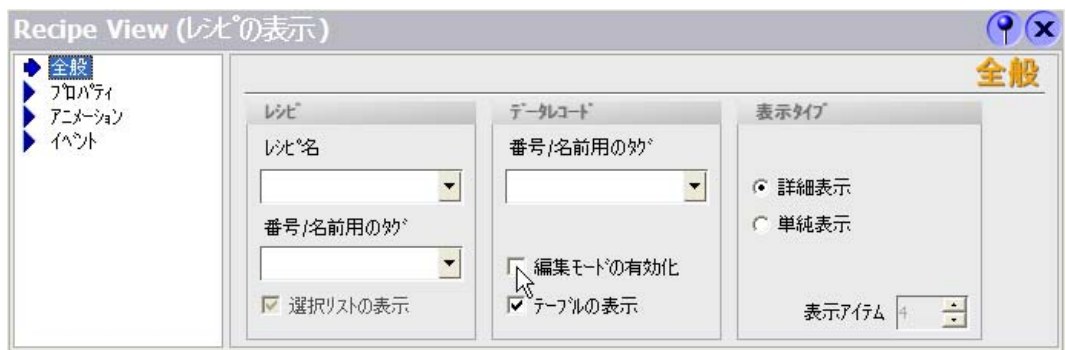 Recipe View (レシピの表示)
全般
プロパティ
アニメーション
イベント
全般
レシピ
レシピ名
番号/名前用のタグ
選択リストの表示
データレコード
番号/名前用のタグ
編集モードの有効化
テーブルの表示
表示タイプ
詳細表示
単純表示
表示アイテム 4